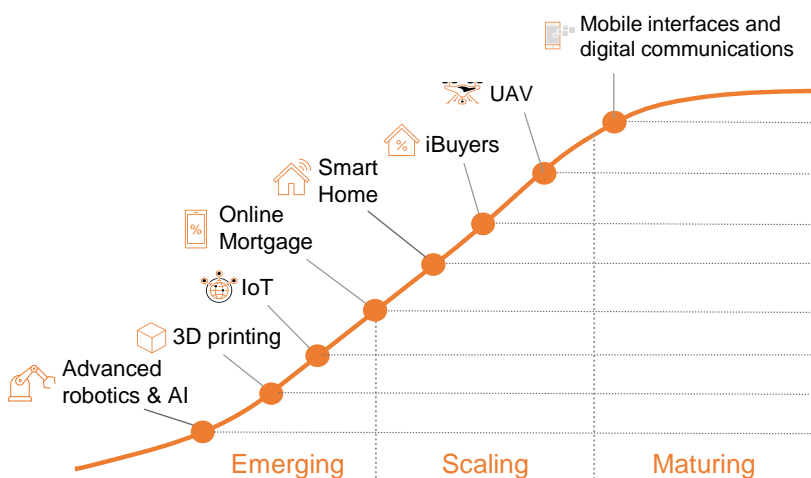 Mobile interfaces and
digital communications
UAV
iBuyers
%
Smart
Home
Online
Mortgage
%
IoT
3D printing
Advanced
robotics & AI
Emerging
Scaling
Maturing